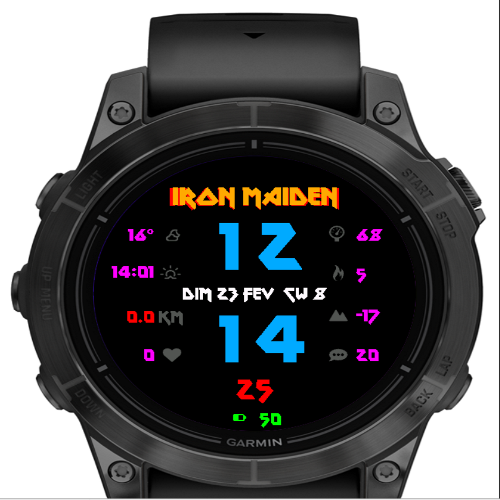 LIGHT
START
STOP
IRON MAIDEN
16°
12
68
14:01
5
UP·MENU
DIM 23 FEV CW 8
0.0 KM
14
-17
0
20
25
DOWN
BACK LAP
50
GARMIN